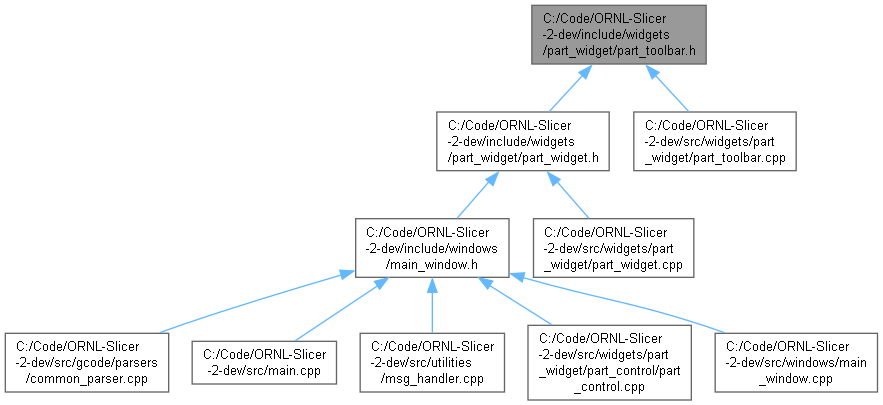 C:/Code/ORNL-Slicer
-2-dev/include/widgets
/part_widget/part_toolbar.h
C:/Code/ORNL-Slicer
-2-dev/include/widgets
/part_widget/part_widget.h
C:/Code/ORNL-Slicer
-2-dev/src/widgets/part
_widget/part_toolbar.cpp
C:/Code/ORNL-Slicer
-2-dev/include/windows
/main_window.h
C:/Code/ORNL-Slicer
-2-dev/src/widgets/part
_widget/part_widget.cpp
C:/Code/ORNL-Slicer
-2-dev/src/gcode/parsers
/common_parser.cpp
C:/Code/ORNL-Slicer
-2-dev/src/main.cpp
C:/Code/ORNL-Slicer
-2-dev/src/utilities
/msg_handler.cpp
C:/Code/ORNL-Slicer
-2-dev/src/widgets/part
_widget/part_control/part
_control.cpp
C:/Code/ORNL-Slicer
-2-dev/src/windows/main
_window.cpp